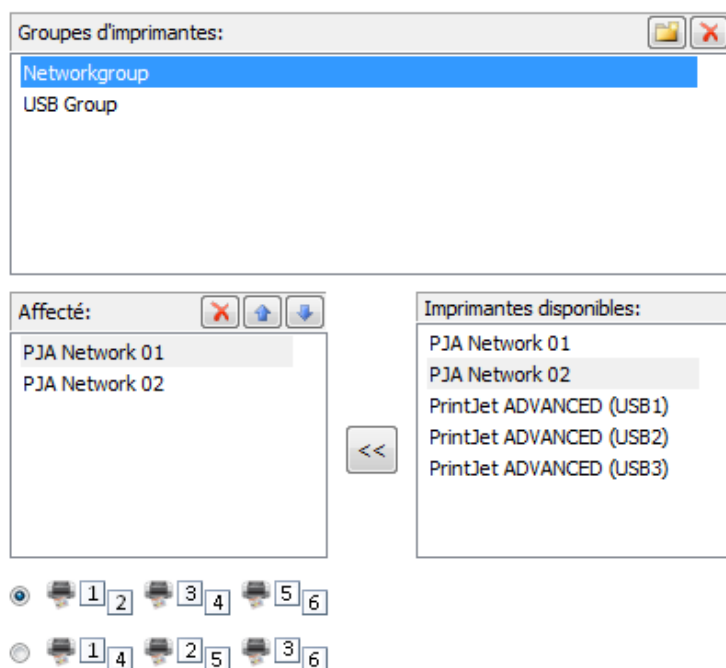 Groupes d'imprimantes:
Networkgroup
USB Group
Affecté:
PJA Network 01
PJA Network 02
<<
Imprimantes disponibles:
PJA Network 01
PJA Network 02
PrintJet ADVANCED (USB1)
PrintJet ADVANCED (USB2)
PrintJet ADVANCED (USB3)
1 2 3 4 5 6
1 4 2 5 3 6